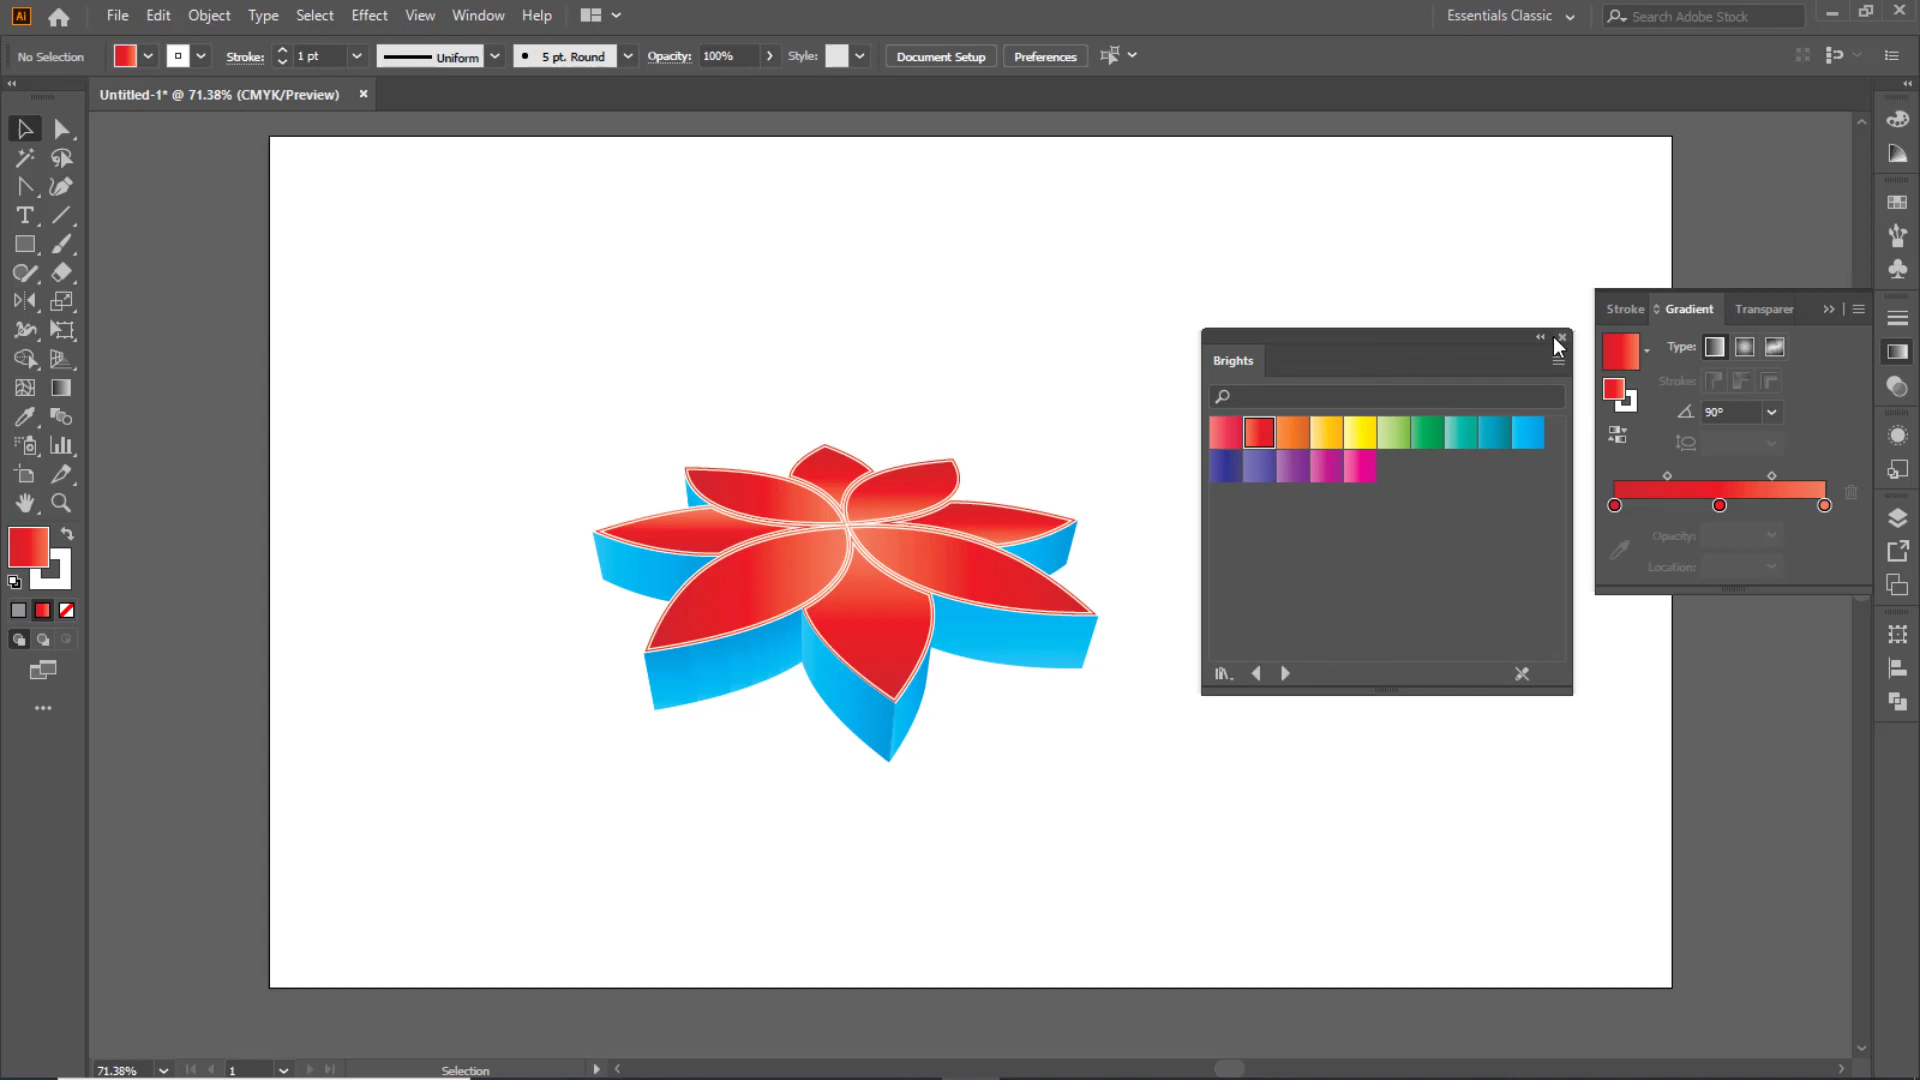 Ai File Edit Object Type Select Effect View Window Help Essentials Classic Search Adobe Stock
No Selection Stroke: 1 pt Uniform 5 pt. Round Opacity: 100% Style: Document Setup Preferences
Untitled-1* @ 71.38% (CMYK/Preview)
Stroke Gradient Transparer
Type:
Stroke:
90°
Opacity:
Location:
Brights
71.38% 1 Selection